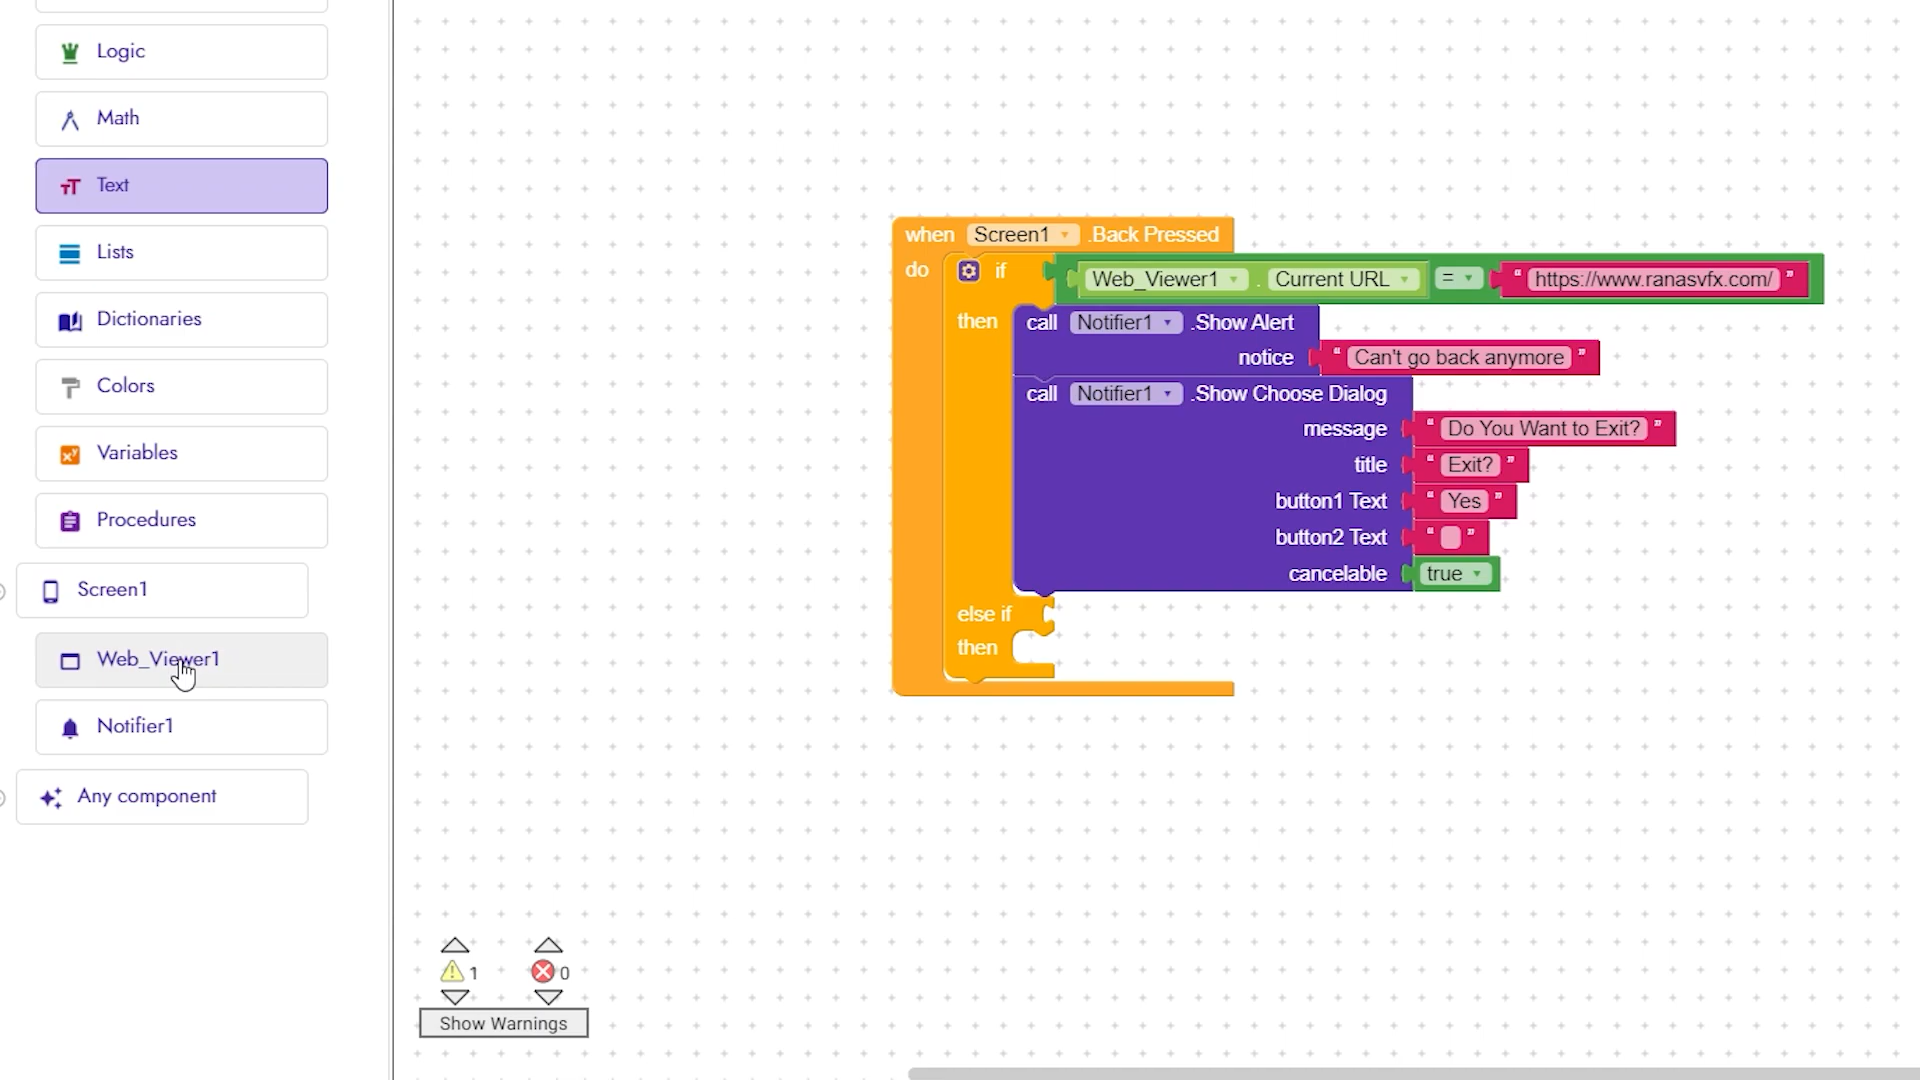 Logic
Math
Text
Lists
Dictionaries
Colors
Variables
Procedures
Screen1
Web_Viewer1
Notifier1
Any component
when Screen1 .Back Pressed
do if Web_Viewer1 . Current URL = “ https://www.ranasvfx.com/ ”
then call Notifier1 .Show Alert
notice “ Can't go back anymore ”
call Notifier1 .Show Choose Dialog
message “ Do You Want to Exit? ”
title “ Exit? ”
button1 Text “ Yes ”
button2 Text “ ”
cancelable true
else if
then
1 0
Show Warnings